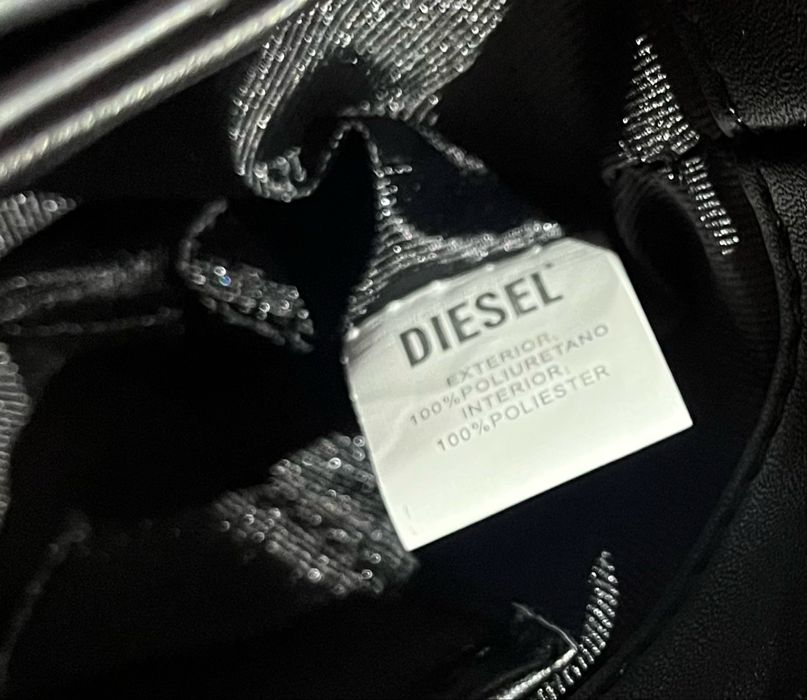 DIESEL
EXTERIOR:
100%POLIURETANO
INTERIOR:
100%POLIESTER